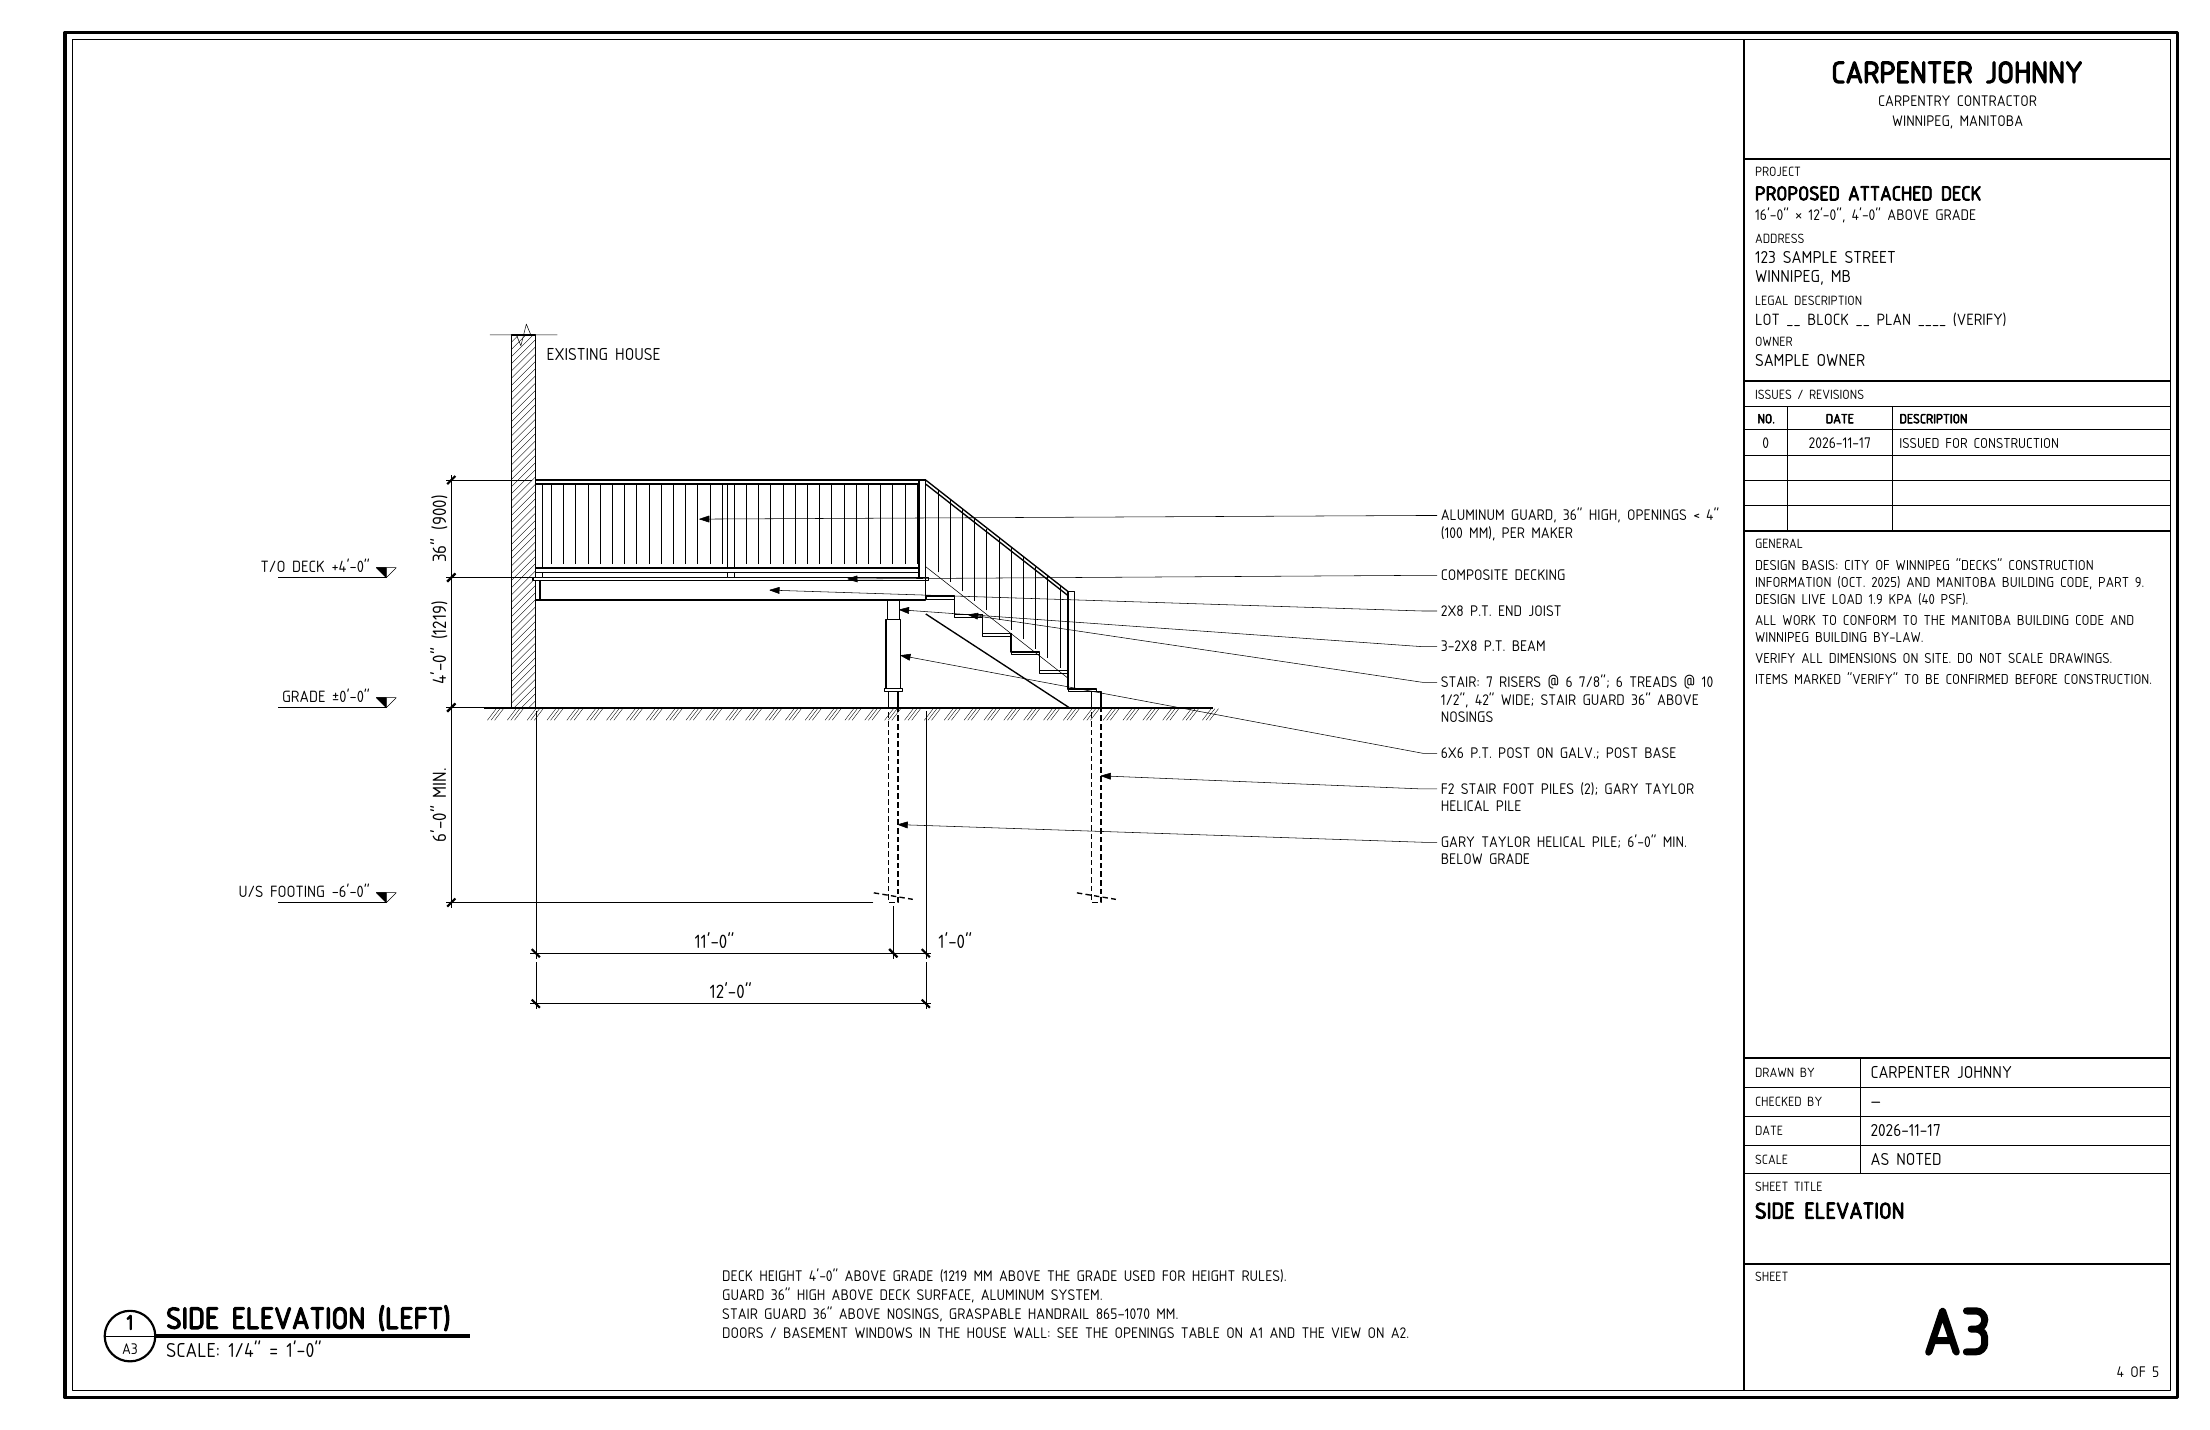 CARPENTER JOHNNY
CARPENTRY CONTRACTOR
WINNIPEG, MANITOBA
PROJECT
PROPOSED ATTACHED DECK
16'-0" × 12'-0", 4'-0" ABOVE GRADE
ADDRESS
123 SAMPLE STREET
WINNIPEG, MB
LEGAL DESCRIPTION
LOT __ BLOCK __ PLAN ____ (VERIFY)
OWNER
SAMPLE OWNER
ISSUES / REVISIONS
NO. DATE DESCRIPTION
0 2026-11-17 ISSUED FOR CONSTRUCTION
GENERAL
DESIGN BASIS: CITY OF WINNIPEG "DECKS" CONSTRUCTION
INFORMATION (OCT. 2025) AND MANITOBA BUILDING CODE, PART 9.
DESIGN LIVE LOAD 1.9 KPA (40 PSF).
ALL WORK TO CONFORM TO THE MANITOBA BUILDING CODE AND
WINNIPEG BUILDING BY-LAW.
VERIFY ALL DIMENSIONS ON SITE. DO NOT SCALE DRAWINGS.
ITEMS MARKED "VERIFY" TO BE CONFIRMED BEFORE CONSTRUCTION.
EXISTING HOUSE
36" (900)
T/O DECK +4'-0"
4'-0" (1219)
GRADE ±0'-0"
6'-0" MIN.
U/S FOOTING -6'-0"
11'-0"
1'-0"
12'-0"
ALUMINUM GUARD, 36" HIGH, OPENINGS < 4"
(100 MM), PER MAKER
COMPOSITE DECKING
2X8 P.T. END JOIST
3-2X8 P.T. BEAM
STAIR: 7 RISERS @ 6 7/8"; 6 TREADS @ 10
1/2", 42" WIDE; STAIR GUARD 36" ABOVE
NOSINGS
6X6 P.T. POST ON GALV.; POST BASE
F2 STAIR FOOT PILES (2); GARY TAYLOR
HELICAL PILE
GARY TAYLOR HELICAL PILE; 6'-0" MIN.
BELOW GRADE
DECK HEIGHT 4'-0" ABOVE GRADE (1219 MM ABOVE THE GRADE USED FOR HEIGHT RULES).
GUARD 36" HIGH ABOVE DECK SURFACE, ALUMINUM SYSTEM.
STAIR GUARD 36" ABOVE NOSINGS, GRASPABLE HANDRAIL 865-1070 MM.
DOORS / BASEMENT WINDOWS IN THE HOUSE WALL: SEE THE OPENINGS TABLE ON A1 AND THE VIEW ON A2.
1
A3
SIDE ELEVATION (LEFT)
SCALE: 1/4" = 1'-0"
DRAWN BY CARPENTER JOHNNY
CHECKED BY —
DATE 2026-11-17
SCALE AS NOTED
SHEET TITLE
SIDE ELEVATION
SHEET
A3
4 OF 5